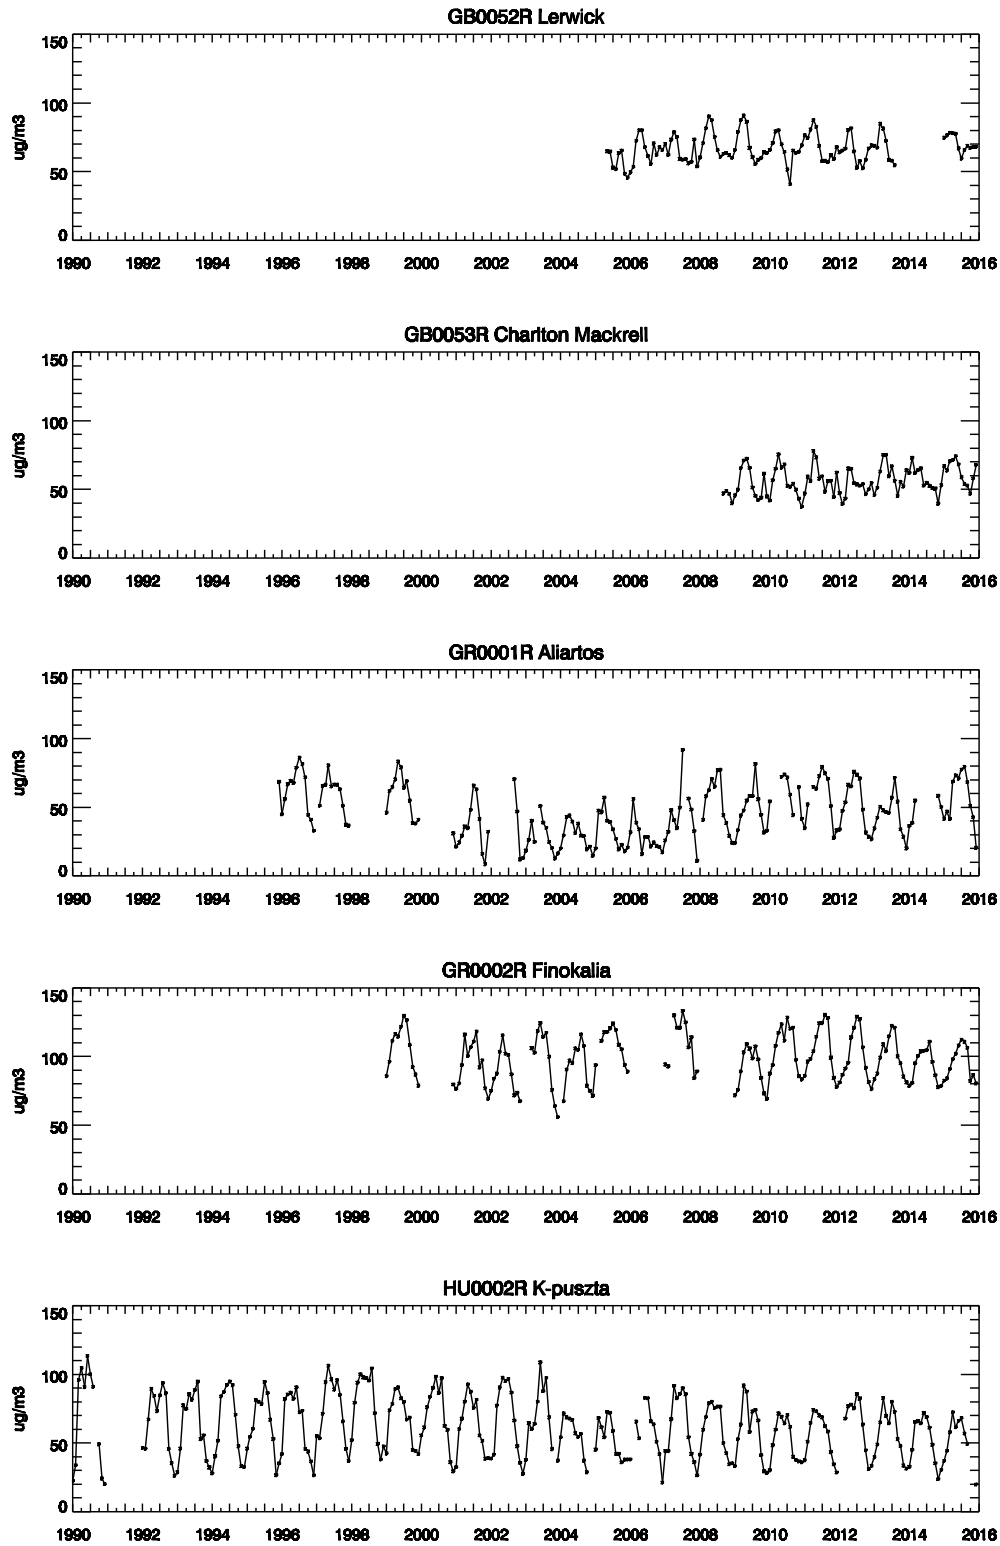 GB0052R Lerwick
150
100
50
0
ug/m3
1990 1992 1994 1996 1998 2000 2002 2004 2006 2008 2010 2012 2014 2016
GB0053R Charlton Mackrell
150
100
50
0
ug/m3
1990 1992 1994 1996 1998 2000 2002 2004 2006 2008 2010 2012 2014 2016
GR0001R Aliartos
150
100
50
0
ug/m3
1990 1992 1994 1996 1998 2000 2002 2004 2006 2008 2010 2012 2014 2016
GR0002R Finokalia
150
100
50
0
ug/m3
1990 1992 1994 1996 1998 2000 2002 2004 2006 2008 2010 2012 2014 2016
HU0002R K-puszta
150
100
50
0
ug/m3
1990 1992 1994 1996 1998 2000 2002 2004 2006 2008 2010 2012 2014 2016